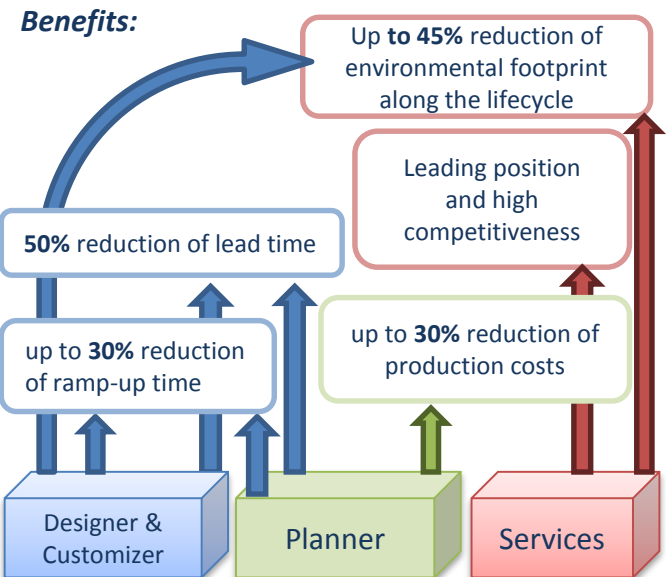 Benefits:
Up to 45% reduction of
environmental footprint
along the lifecycle
Leading position
and high
competitiveness
50% reduction of lead time
up to 30% reduction
of ramp-up time
up to 30% reduction of
production costs
Designer &
Customizer
Planner
Services